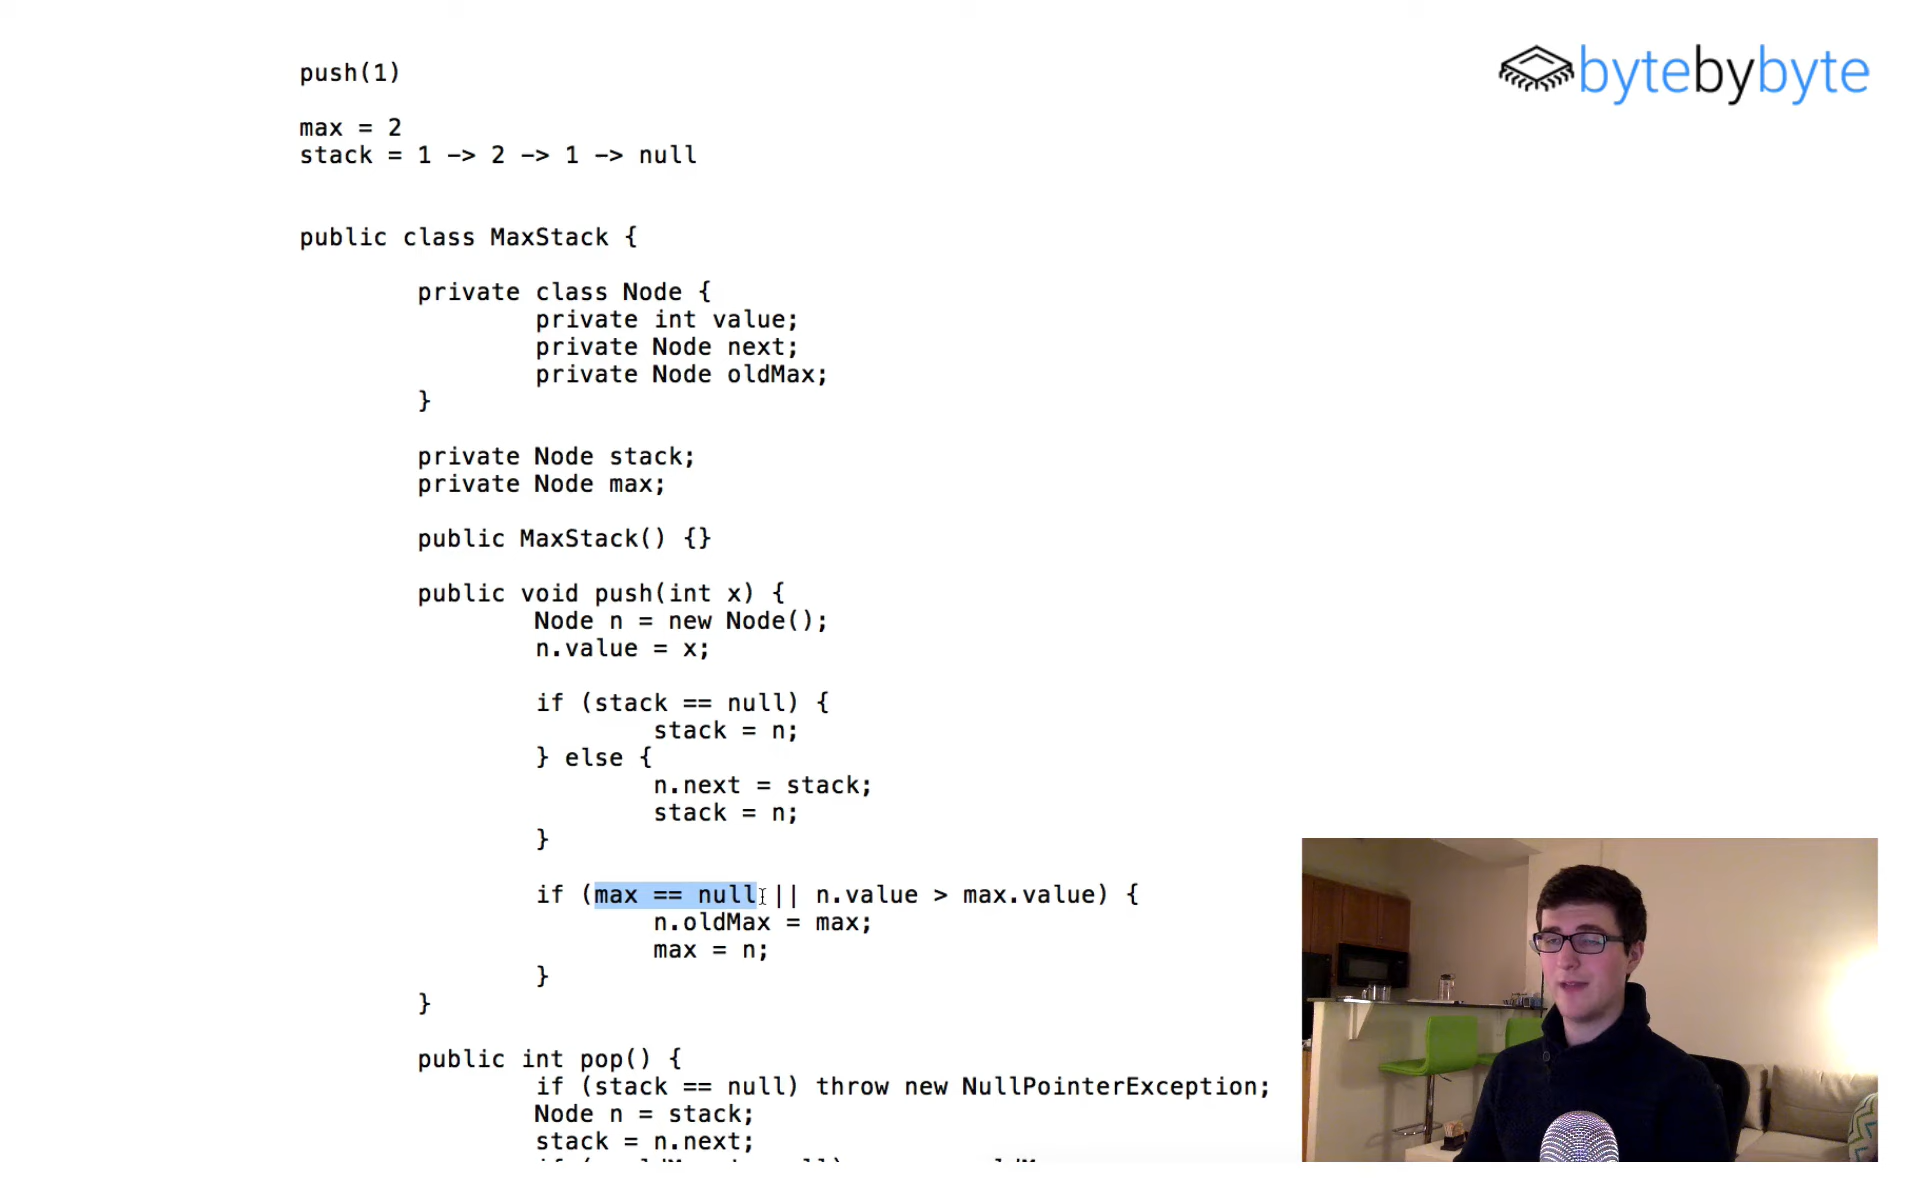 push(1)
bytebybyte
max = 2
stack = 1 -> 2 -> 1 -> null
public class MaxStack {
private class Node {
private int value;
private Node next;
private Node oldMax;
}
private Node stack;
private Node max;
public MaxStack() {}
public void push(int x) {
Node n = new Node();
n.value = x;
if (stack == null) {
stack = n;
} else {
n.next = stack;
stack = n;
}
if (max == null || n.value > max.value) {
n.oldMax = max;
max = n;
}
}
public int pop() {
if (stack == null) throw new NullPointerException;
Node n = stack;
stack = n.next;